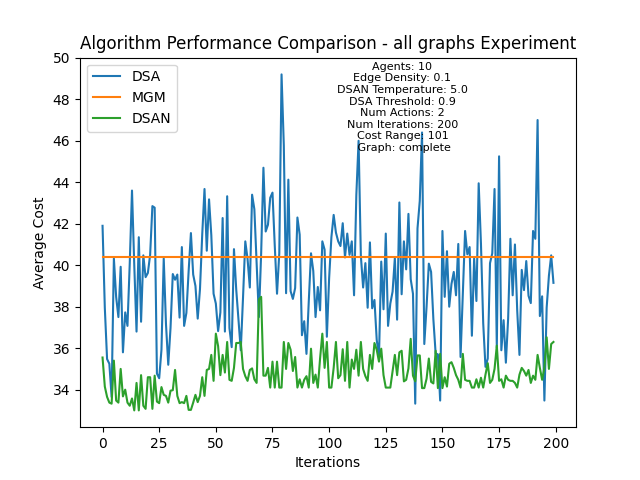 Algorithm Performance Comparison - all graphs Experiment
DSA
MGM
DSAN
Agents: 10
Edge Density: 0.1
DSAN Temperature: 5.0
DSA Threshold: 0.9
Num Actions: 2
Num Iterations: 200
Cost Range: 101
Graph: complete
Average Cost
50
48
46
44
42
40
38
36
34
0
25
50
75
100
125
150
175
200
Iterations